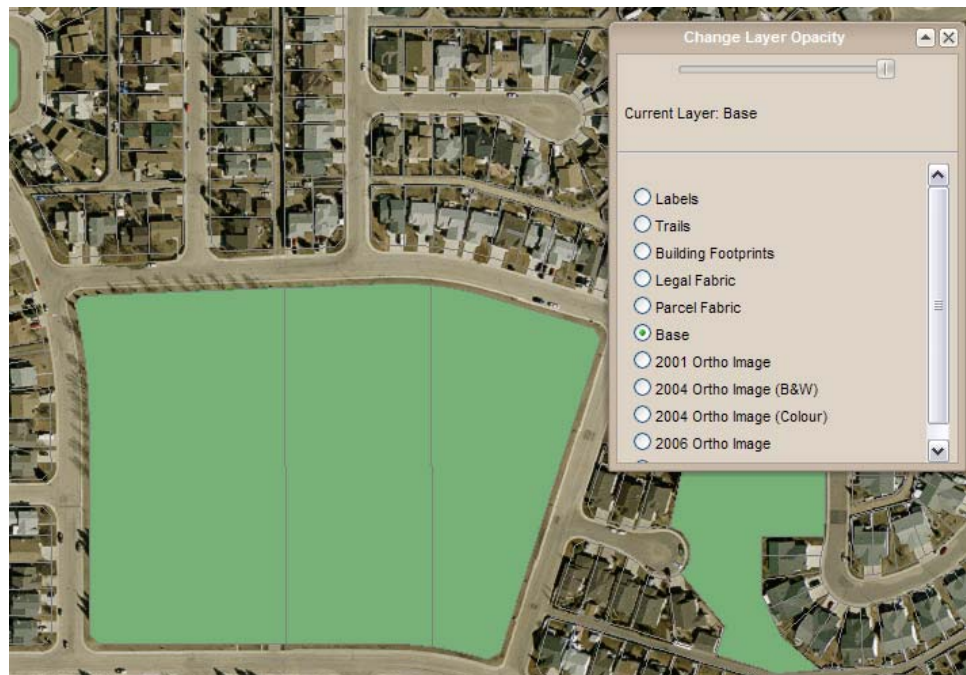 Change Layer Opacity
Current Layer: Base
Labels
Trails
Building Footprints
Legal Fabric
Parcel Fabric
Base
2001 Ortho Image
2004 Ortho Image (B&W)
2004 Ortho Image (Colour)
2006 Ortho Image